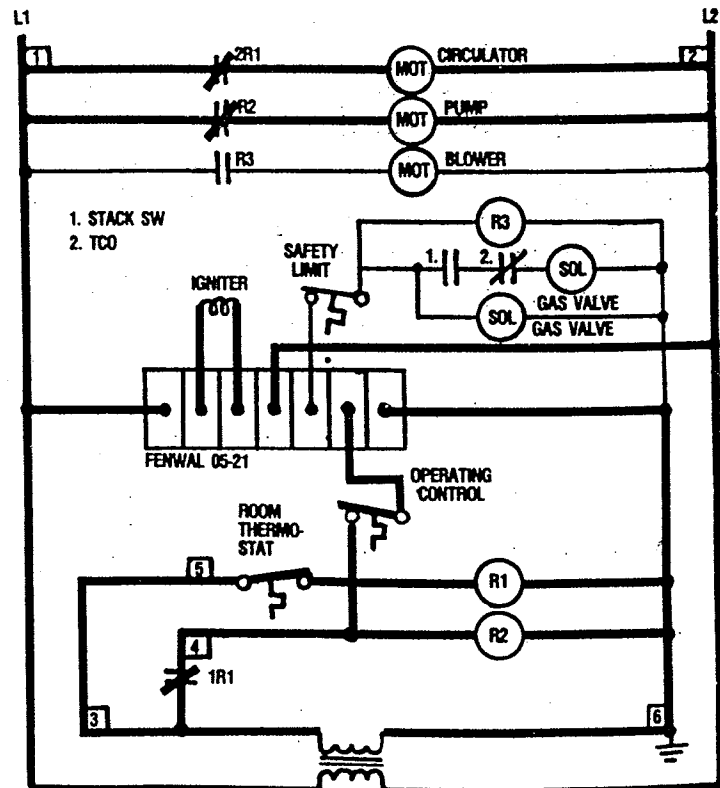 L1
L2
1
2R1
MOT
CIRCULATOR
2
R2
MOT
PUMP
R3
MOT
BLOWER
1. STACK SW
2. TCO
R3
SAFETY
LIMIT
1.
2.
SOL
GAS VALVE
IGNITER
SOL
GAS VALVE
FENWAL 05-21
OPERATING
CONTROL
ROOM
THERMO-
STAT
5
R1
4
R2
1R1
3
6